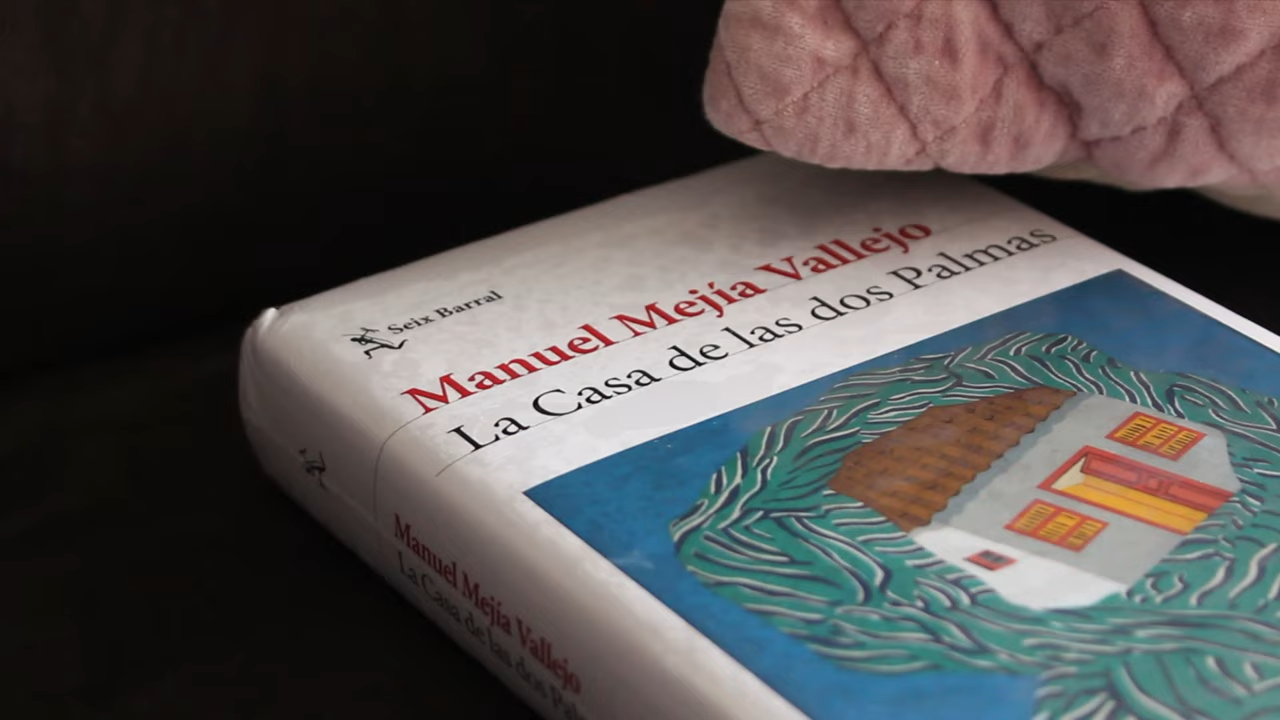 Seix Barral
Manuel Mejía Vallejo
La Casa de las dos Palmas
Manuel Mejía Vallejo
La Casa de las dos Pal